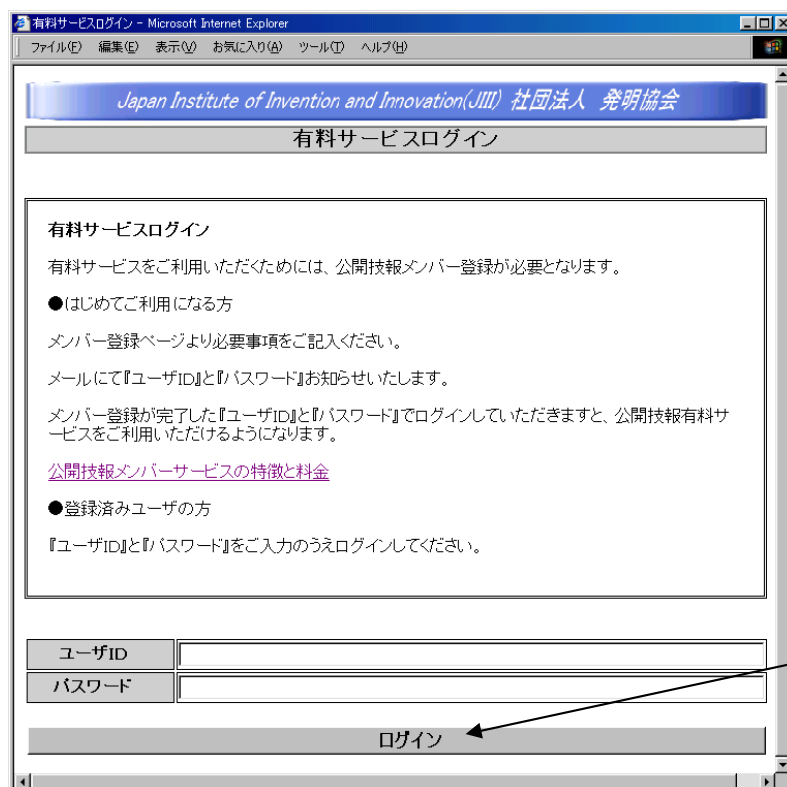 有料サービスログイン - Microsoft Internet Explorer
ファイル(F) 編集(E) 表示(V) お気に入り(A) ツール(T) ヘルプ(H)
Japan Institute of Invention and Innovation(JIII) 社団法人 発明協会
有料サービスログイン
有料サービスログイン
有料サービスをご利用いただくためには、公開技報メンバー登録が必要となります。
●はじめてご利用になる方
メンバー登録ページより必要事項をご記入ください。
メールにて『ユーザID』と『パスワード』お知らせいたします。
メンバー登録が完了した『ユーザID』と『パスワード』でログインしていただきますと、公開技報有料サ
ービスをご利用いただけるようになります。
公開技報メンバーサービスの特徴と料金
●登録済みユーザの方
『ユーザID』と『パスワード』をご入力のうえログインしてください。
ユーザID
パスワード
ログイン